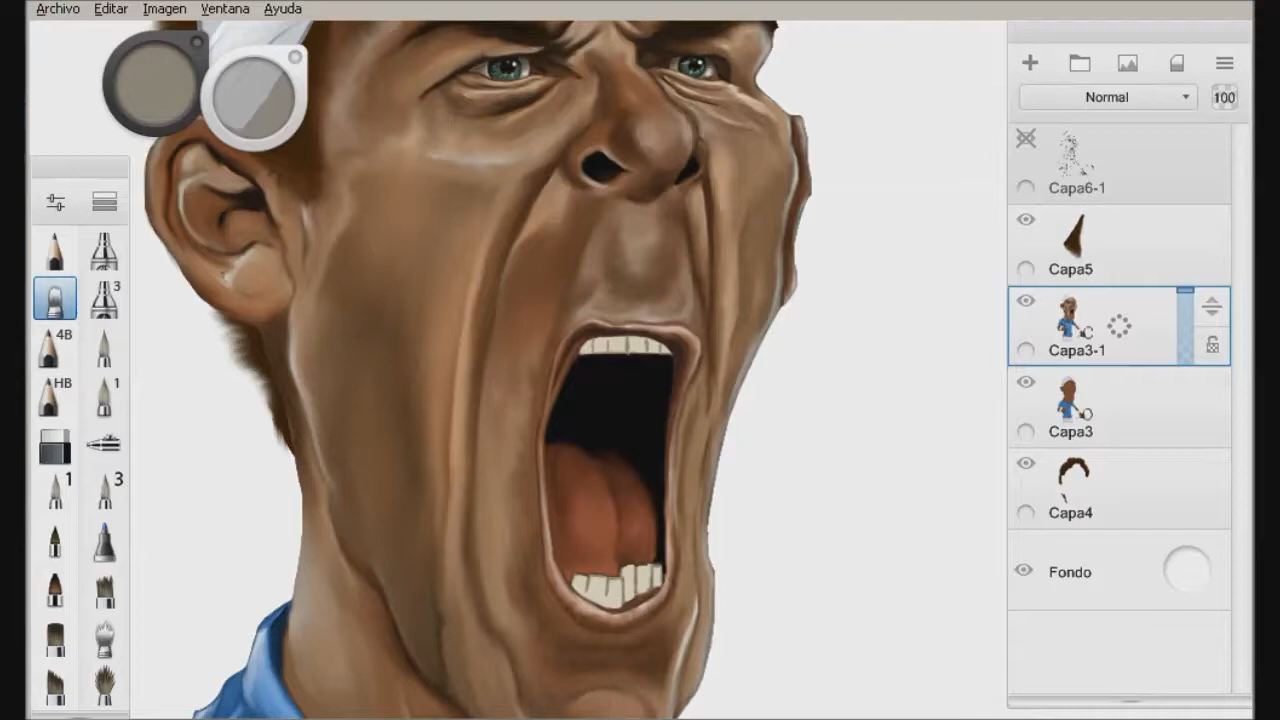 Archivo Editar Imagen Ventana Ayuda
Normal 100
Capa6-1
Capa5
3
4B
Capa3-1
HB 1
Capa3
1 3
Capa4
Fondo